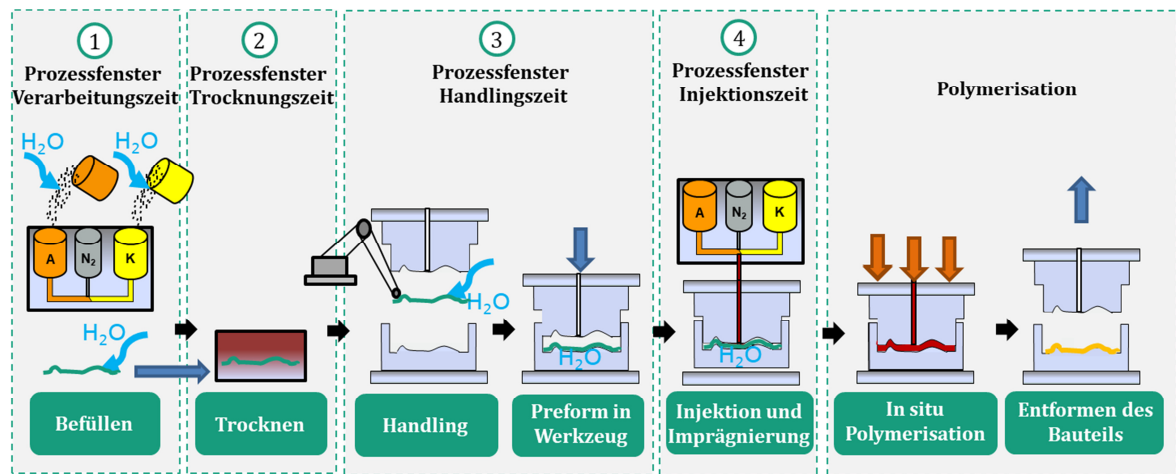 1
Prozessfenster
Verarbeitungszeit
H₂O
H₂O
A
N₂
K
H₂O
Befüllen
2
Prozessfenster
Trocknungszeit
Trocknen
3
Prozessfenster
Handlingszeit
H₂O
Handling
H₂O
Preform in
Werkzeug
4
Prozessfenster
Injektionszeit
A
N₂
K
H₂O
Injektion und
Imprägnierung
Polymerisation
In situ
Polymerisation
Entformen des
Bauteils